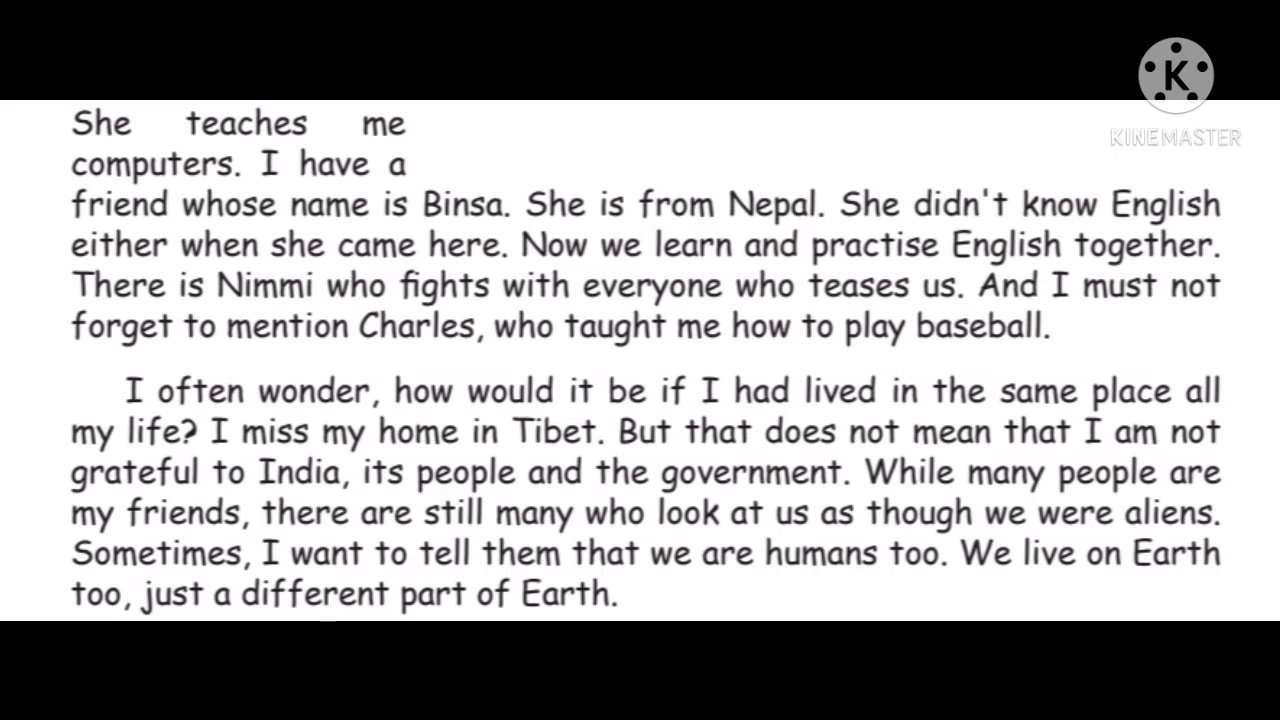 K
KINEMASTER
She teaches me
computers. I have a
friend whose name is Binsa. She is from Nepal. She didn't know English
either when she came here. Now we learn and practise English together.
There is Nimmi who fights with everyone who teases us. And I must not
forget to mention Charles, who taught me how to play baseball.
I often wonder, how would it be if I had lived in the same place all
my life? I miss my home in Tibet. But that does not mean that I am not
grateful to India, its people and the government. While many people are
my friends, there are still many who look at us as though we were aliens.
Sometimes, I want to tell them that we are humans too. We live on Earth
too, just a different part of Earth.